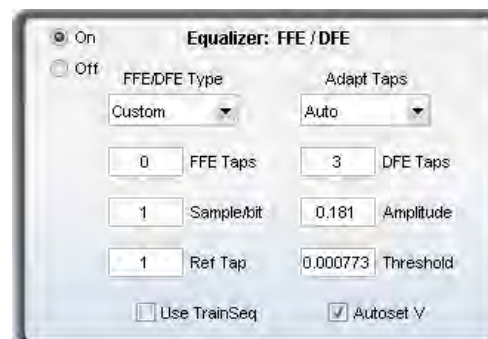 On Equalizer: FFE / DFE
Off
FFE/DFE Type Adapt Taps
Custom Auto
0 FFE Taps 3 DFE Taps
1 Sample/bit 0.181 Amplitude
1 Ref Tap 0.000773 Threshold
Use TrainSeq Autoset V